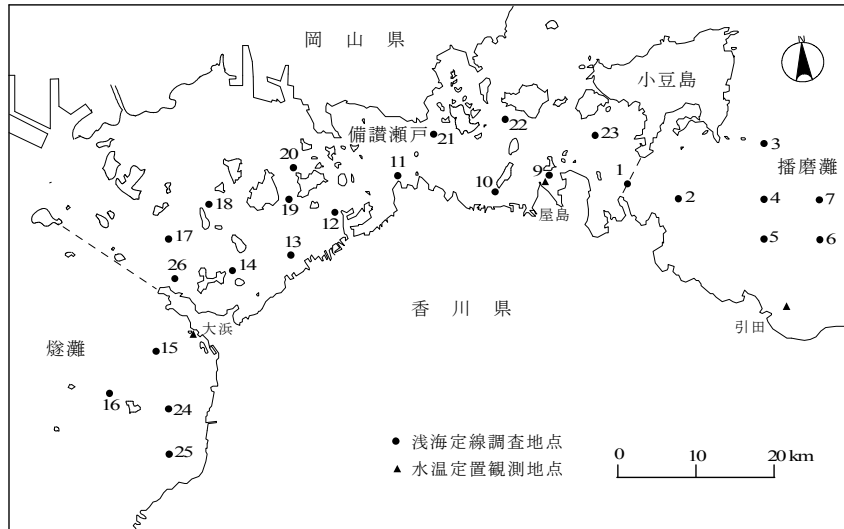 岡山県
N
小豆島
備讃瀬戸
22
21
23
3
播磨灘
20
11
9
1
10
18
19
12
2
4
7
屋島
17
13
5
6
26
14
香川県
大浜
引田
燧灘
15
16
24
25
● 浅海定線調査地点
▲ 水温定置観測地点
0 10 20 km